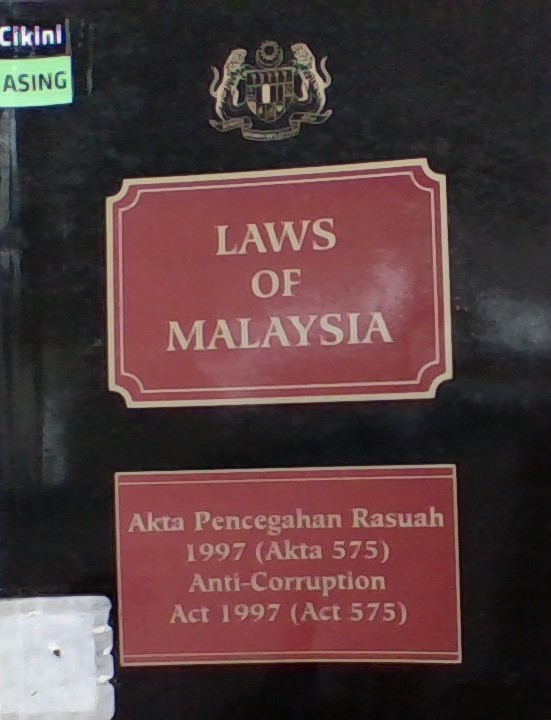 Cikini
ASING
LAWS
OF
MALAYSIA
Akta Pencegahan Rasuah
1997 (Akta 575)
Anti-Corruption
Act 1997 (Act 575)